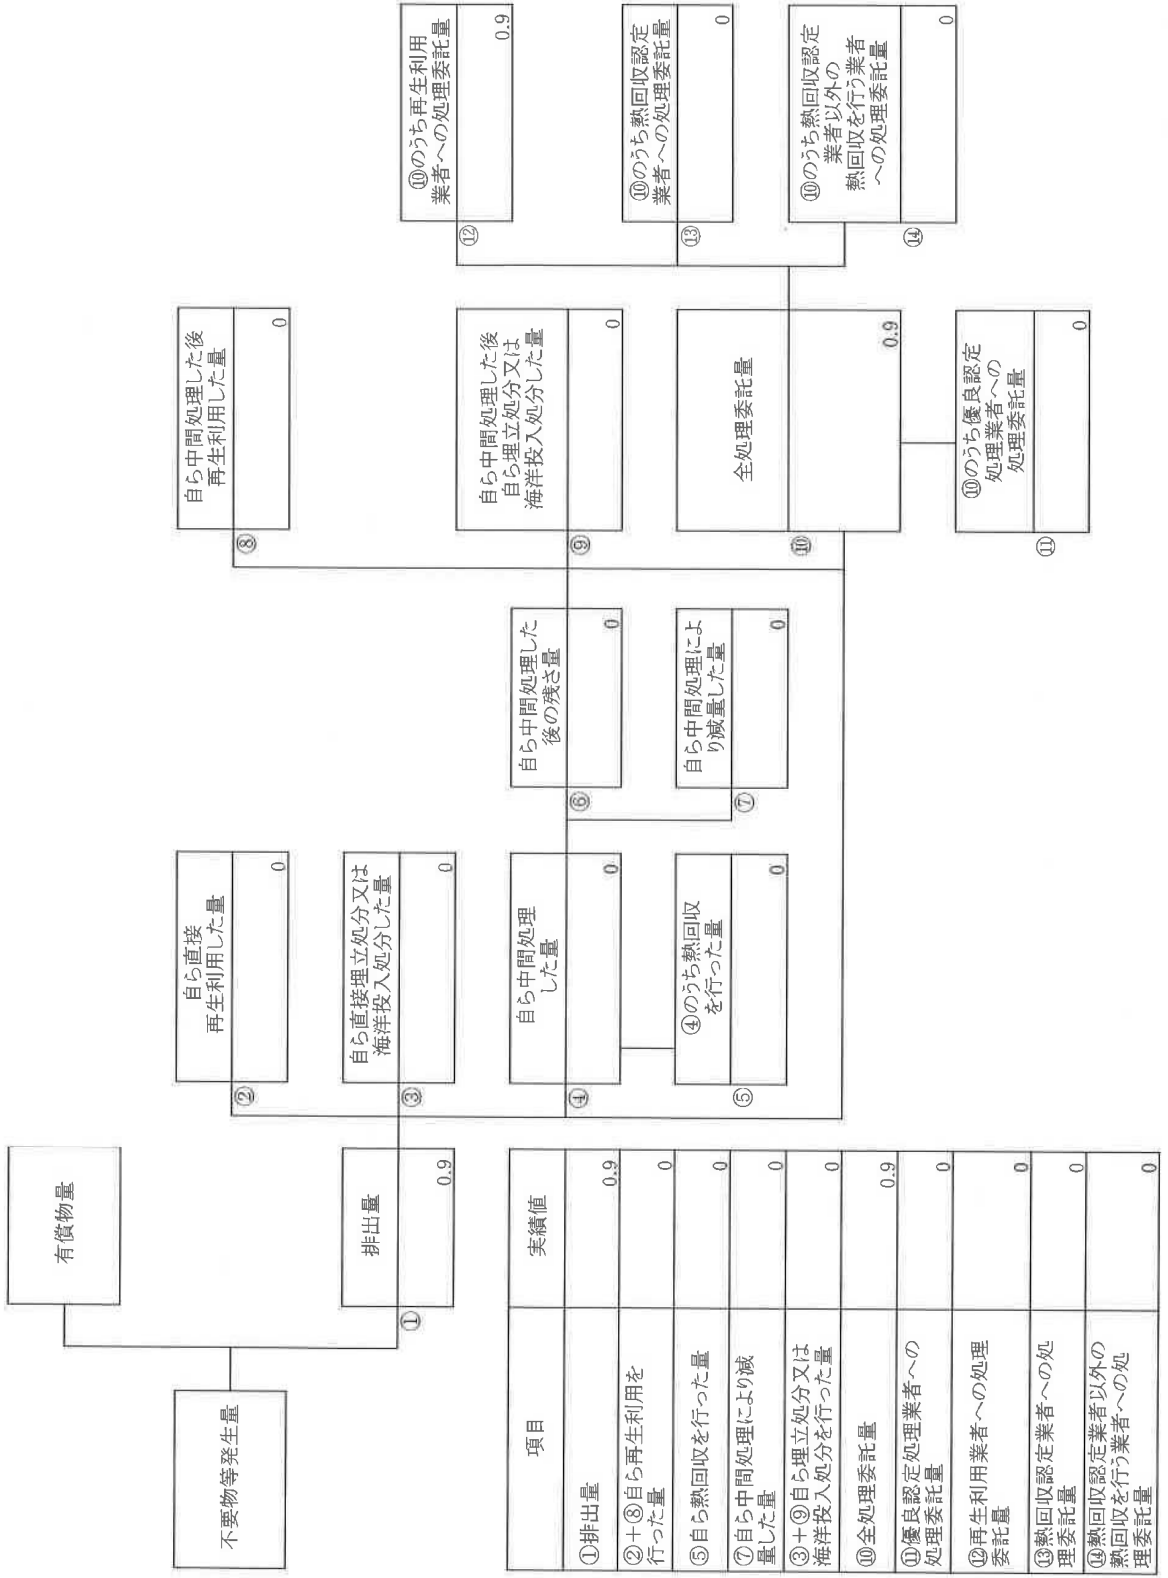 不要物等発生量
有償物量
排出量
①
0.9
自ら直接
再生利用した量
②
0
自ら直接埋立処分又は
海洋投入処分した量
③
0
自ら中間処理
した量
④
0
④のうち熱回収
を行った量
⑤
0
自ら中間処理した
後の残さ量
⑥
0
自ら中間処理によ
り減量した量
⑦
0
自ら中間処理した後
再生利用した量
⑧
0
自ら中間処理した後
自ら埋立処分又は
海洋投入処分した量
⑨
0
全処理委託量
⑩
0.9
⑩のうち優良認定
処理業者への
処理委託量
⑪
0
⑩のうち再生利用
業者への処理委託量
⑫
0.9
⑩のうち熱回収認定
業者への処理委託量
⑬
0
⑩のうち熱回収認定
業者以外の
熱回収を行う業者
への処理委託量
⑭
0
項目 実績値
①排出量 0.9
②+⑧自ら再生利用を
行った量 0
⑤自ら熱回収を行った量 0
⑦自ら中間処理により減
量した量 0
③+⑨自ら埋立処分又は
海洋投入処分を行った量 0
⑩全処理委託量 0.9
⑪優良認定処理業者への
処理委託量 0
⑫再生利用業者への処理
委託量 0
⑬熱回収認定業者への処
理委託量 0
⑭熱回収認定業者以外の
熱回収を行う業者への処
理委託量 0